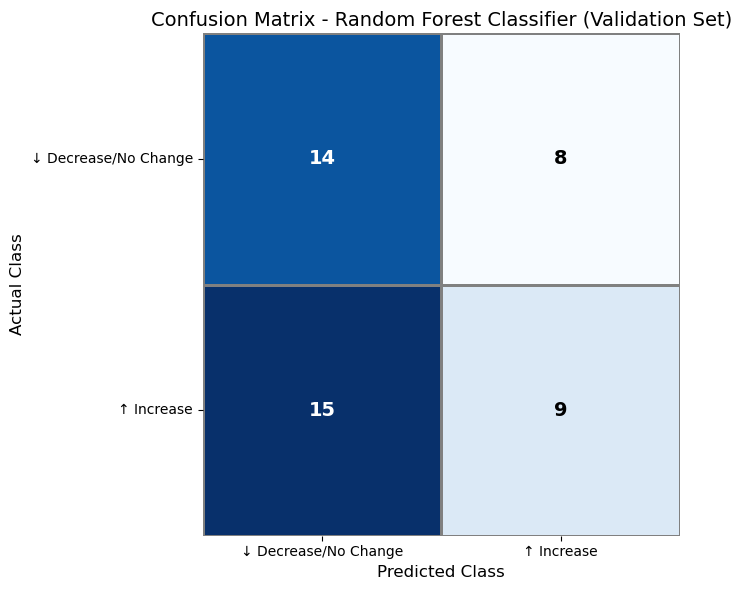 Confusion Matrix - Random Forest Classifier (Validation Set)
Actual Class
↓ Decrease/No Change
14
8
↑ Increase
15
9
↓ Decrease/No Change
↑ Increase
Predicted Class